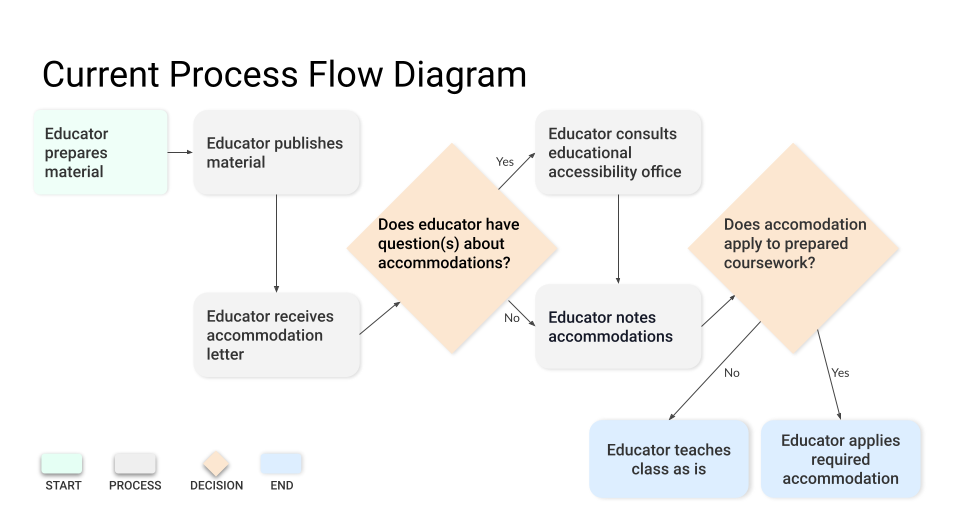 Current Process Flow Diagram
Educator
prepares
material
Educator publishes
material
Educator receives
accommodation
letter
Does educator have
question(s) about
accommodations?
Yes
No
Educator consults
educational
accessibility office
Educator notes
accommodations
Does accomodation
apply to prepared
coursework?
No
Yes
Educator teaches
class as is
Educator applies
required
accommodation
START
PROCESS
DECISION
END